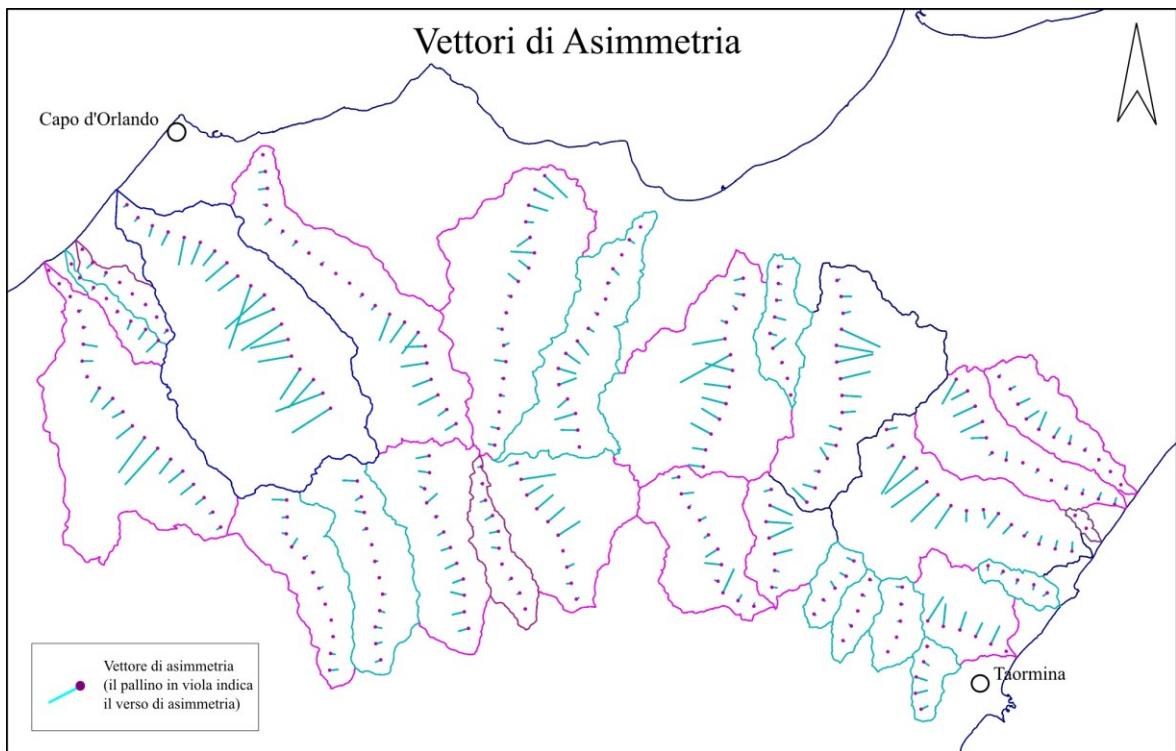 Vettori di Asimmetria
Capo d'Orlando
Taormina
Vettore di asimmetria
(il pallino in viola indica
il verso di asimmetria)